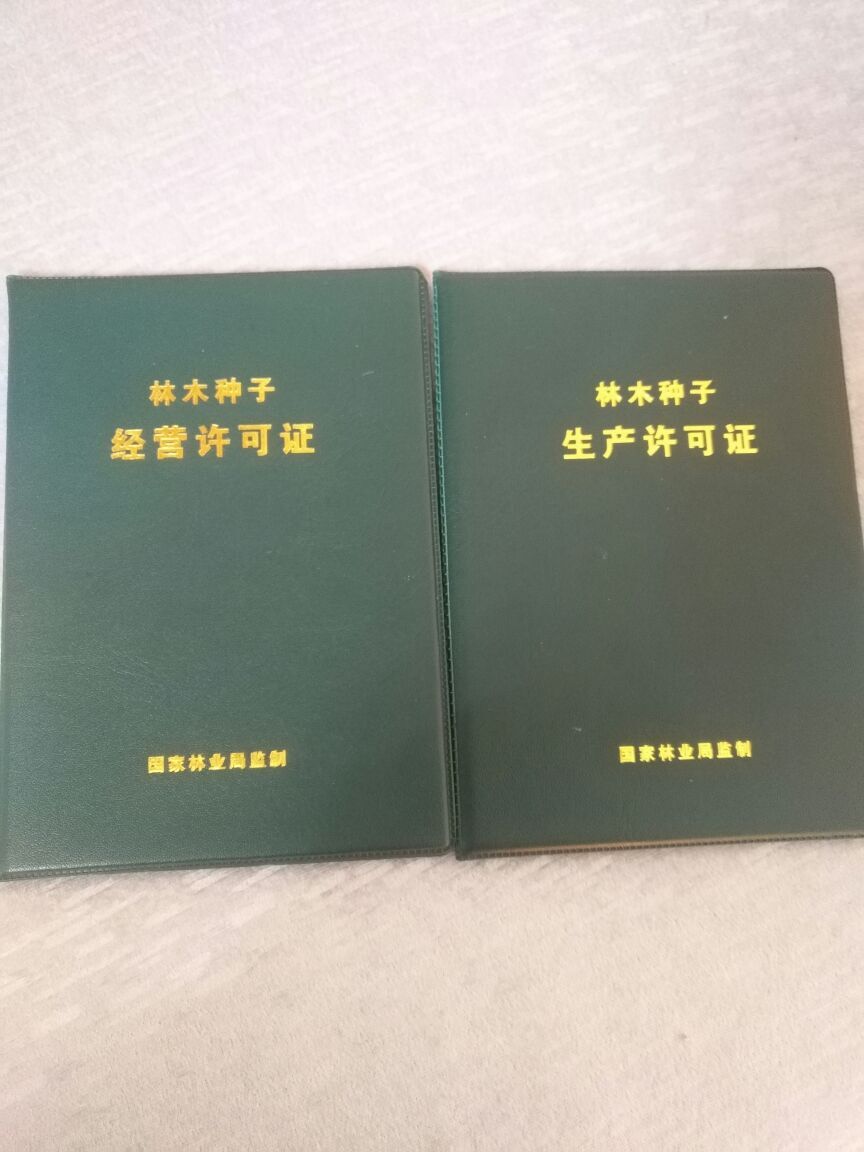 林木种子
经营许可证
国家林业局监制
林木种子
生产许可证
国家林业局监制